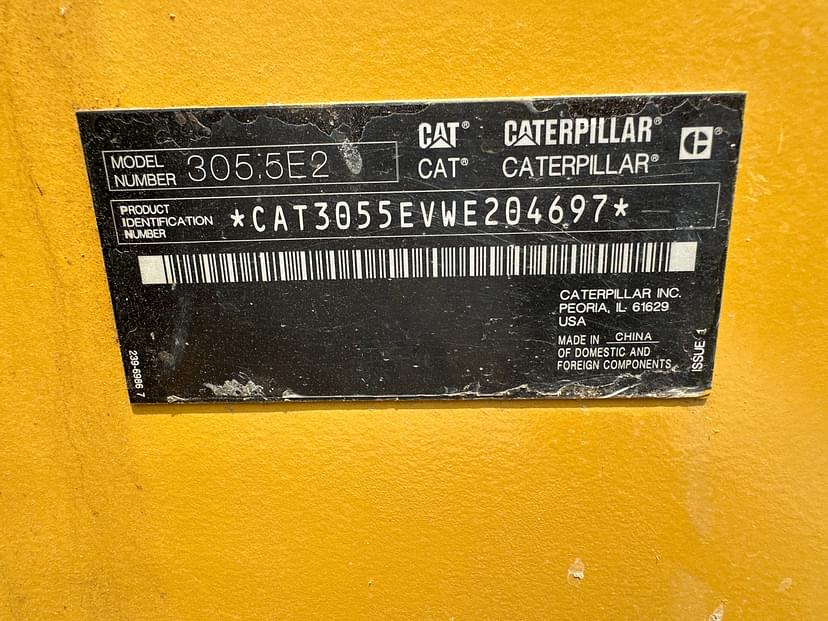 CAT® CATERPILLAR®
CAT® CATERPILLAR®
MODEL
NUMBER 305.5E2
PRODUCT
IDENTIFICATION
NUMBER *CAT3055EVWE204697*
CATERPILLAR INC.
PEORIA, IL 61629
USA
MADE IN CHINA
OF DOMESTIC AND
FOREIGN COMPONENTS
ISSUE 1
239-6986 7